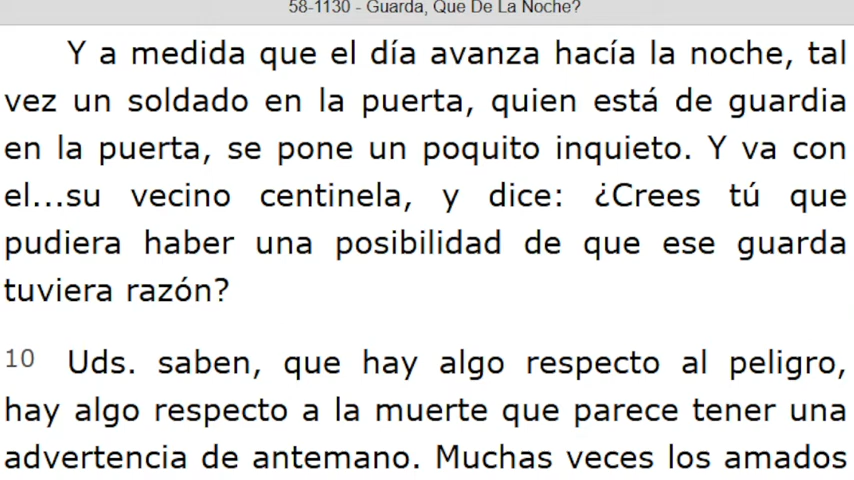 58-1130 - Guarda, Que De La Noche?
Y a medida que el día avanza hacía la noche, tal
vez un soldado en la puerta, quien está de guardia
en la puerta, se pone un poquito inquieto. Y va con
el...su vecino centinela, y dice: ¿Crees tú que
pudiera haber una posibilidad de que ese guarda
tuviera razón?
10 Uds. saben, que hay algo respecto al peligro,
hay algo respecto a la muerte que parece tener una
advertencia de antemano. Muchas veces los amados